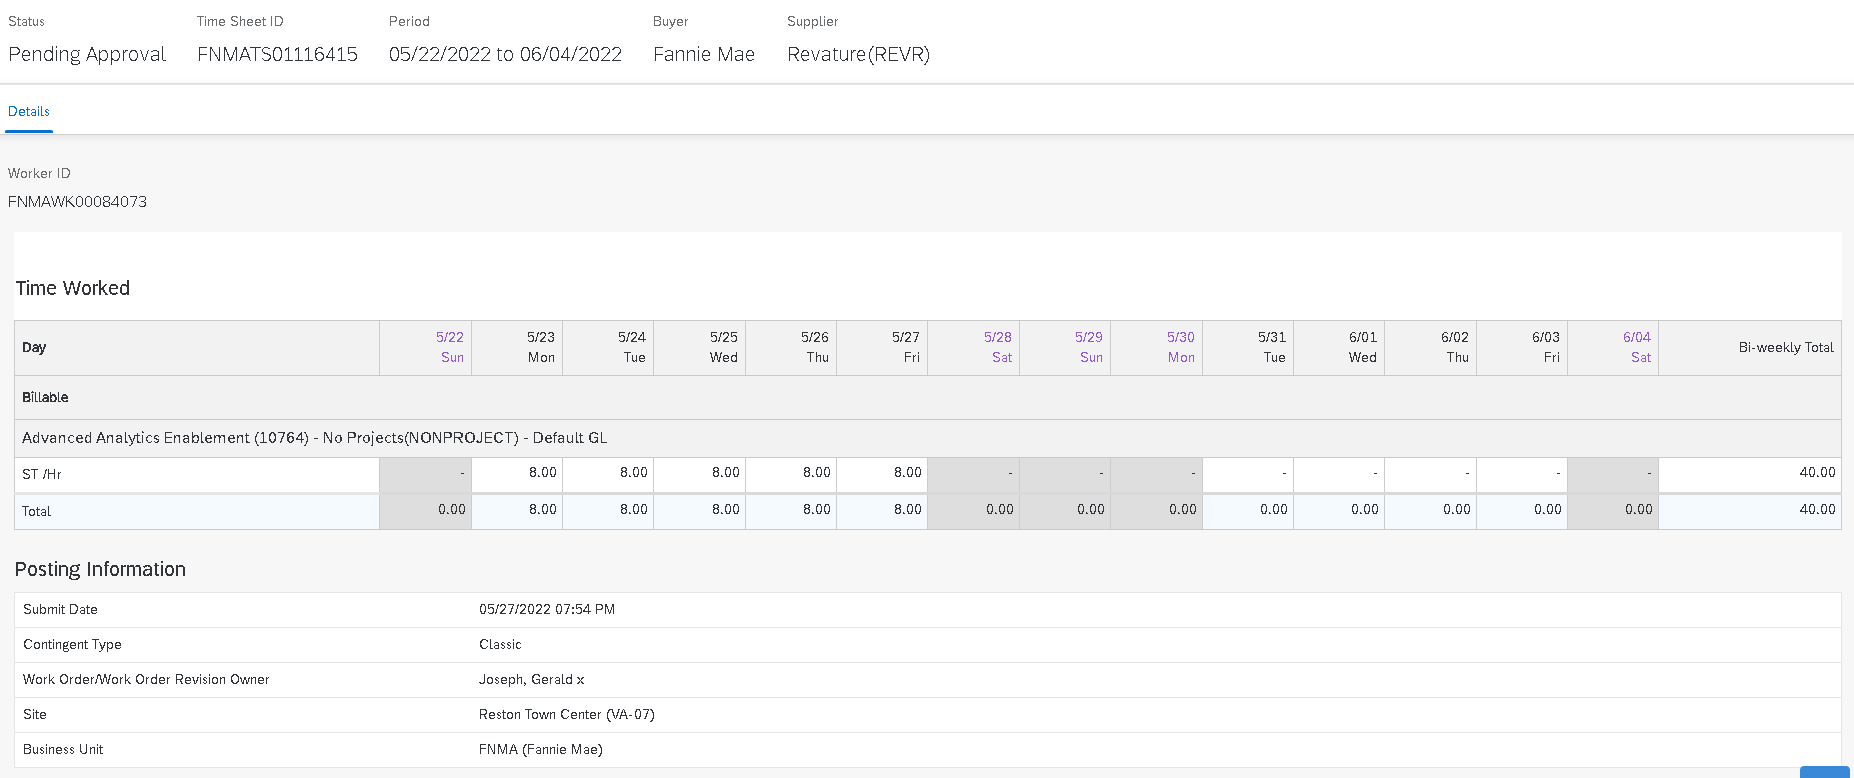 Status Time Sheet ID Period Buyer Supplier
Pending Approval FNMATS01116415 05/22/2022 to 06/04/2022 Fannie Mae Revature(REVR)
Details
Worker ID
FNMAWK00084073
Time Worked
Day 5/22 Sun 5/23 Mon 5/24 Tue 5/25 Wed 5/26 Thu 5/27 Fri 5/28 Sat 5/29 Sun 5/30 Mon 5/31 Tue 6/01 Wed 6/02 Thu 6/03 Fri 6/04 Sat Bi-weekly Total
Billable
Advanced Analytics Enablement (10764) - No Projects(NONPROJECT) - Default GL
ST /Hr - 8.00 8.00 8.00 8.00 8.00 - - - - - - - - 40.00
Total 0.00 8.00 8.00 8.00 8.00 8.00 0.00 0.00 0.00 0.00 0.00 0.00 0.00 0.00 40.00
Posting Information
Submit Date 05/27/2022 07:54 PM
Contingent Type Classic
Work Order/Work Order Revision Owner Joseph, Gerald x
Site Reston Town Center (VA-07)
Business Unit FNMA (Fannie Mae)